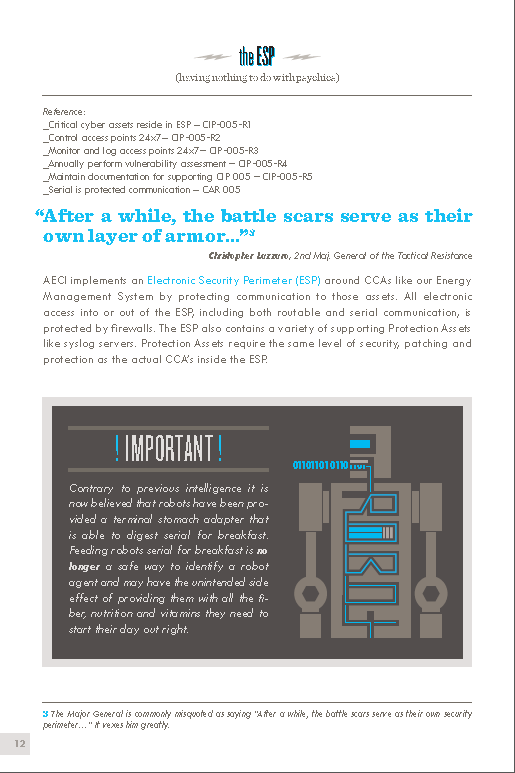 the ESP
(having nothing to do with psychics)
Reference:
_Critical cyber assets reside in ESP – CIP-005-R1
_Control access points 24x7– CIP-005-R2
_Monitor and log access points 24x7– CIP-005-R3
_Annually perform vulnerability assessment – CIP-005-R4
_Maintain documentation for supporting CIP 005 – CIP-005-R5
_Serial is protected communication – CAR 005
“After a while, the battle scars serve as their
own layer of armor...”³
Christopher Luzzuro, 2nd Maj. General of the Tactical Resistance
AECI implements an Electronic Security Perimeter (ESP) around CCAs like our Energy
Management System by protecting communication to those assets. All electronic
access into or out of the ESP, including both routable and serial communication, is
protected by firewalls. The ESP also contains a variety of supporting Protection Assets
like syslog servers. Protection Assets require the same level of security, patching and
protection as the actual CCA’s inside the ESP.
! IMPORTANT !
Contrary to previous intelligence it is
now believed that robots have been pro-
vided a terminal stomach adapter that
is able to digest serial for breakfast.
Feeding robots serial for breakfast is no
longer a safe way to identify a robot
agent and may have the unintended side
effect of providing them with all the fi-
ber, nutrition and vitamins they need to
start their day out right.
011011010110 1101
³ The Major General is commonly misquoted as saying “After a while, the battle scars serve as their own security
perimeter...” It vexes him greatly.
12